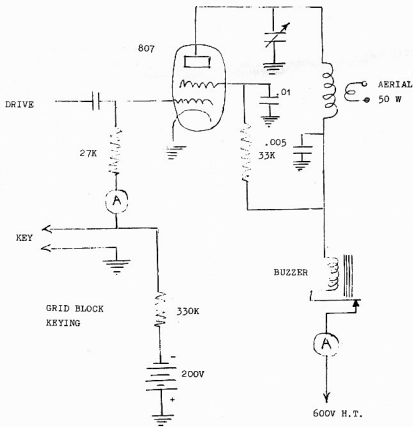 807
DRIVE
.01
AERIAL
50 W
.005
27K
33K
A
KEY
BUZZER
GRID BLOCK
KEYING
330K
A
-
200V
+
600V H.T.